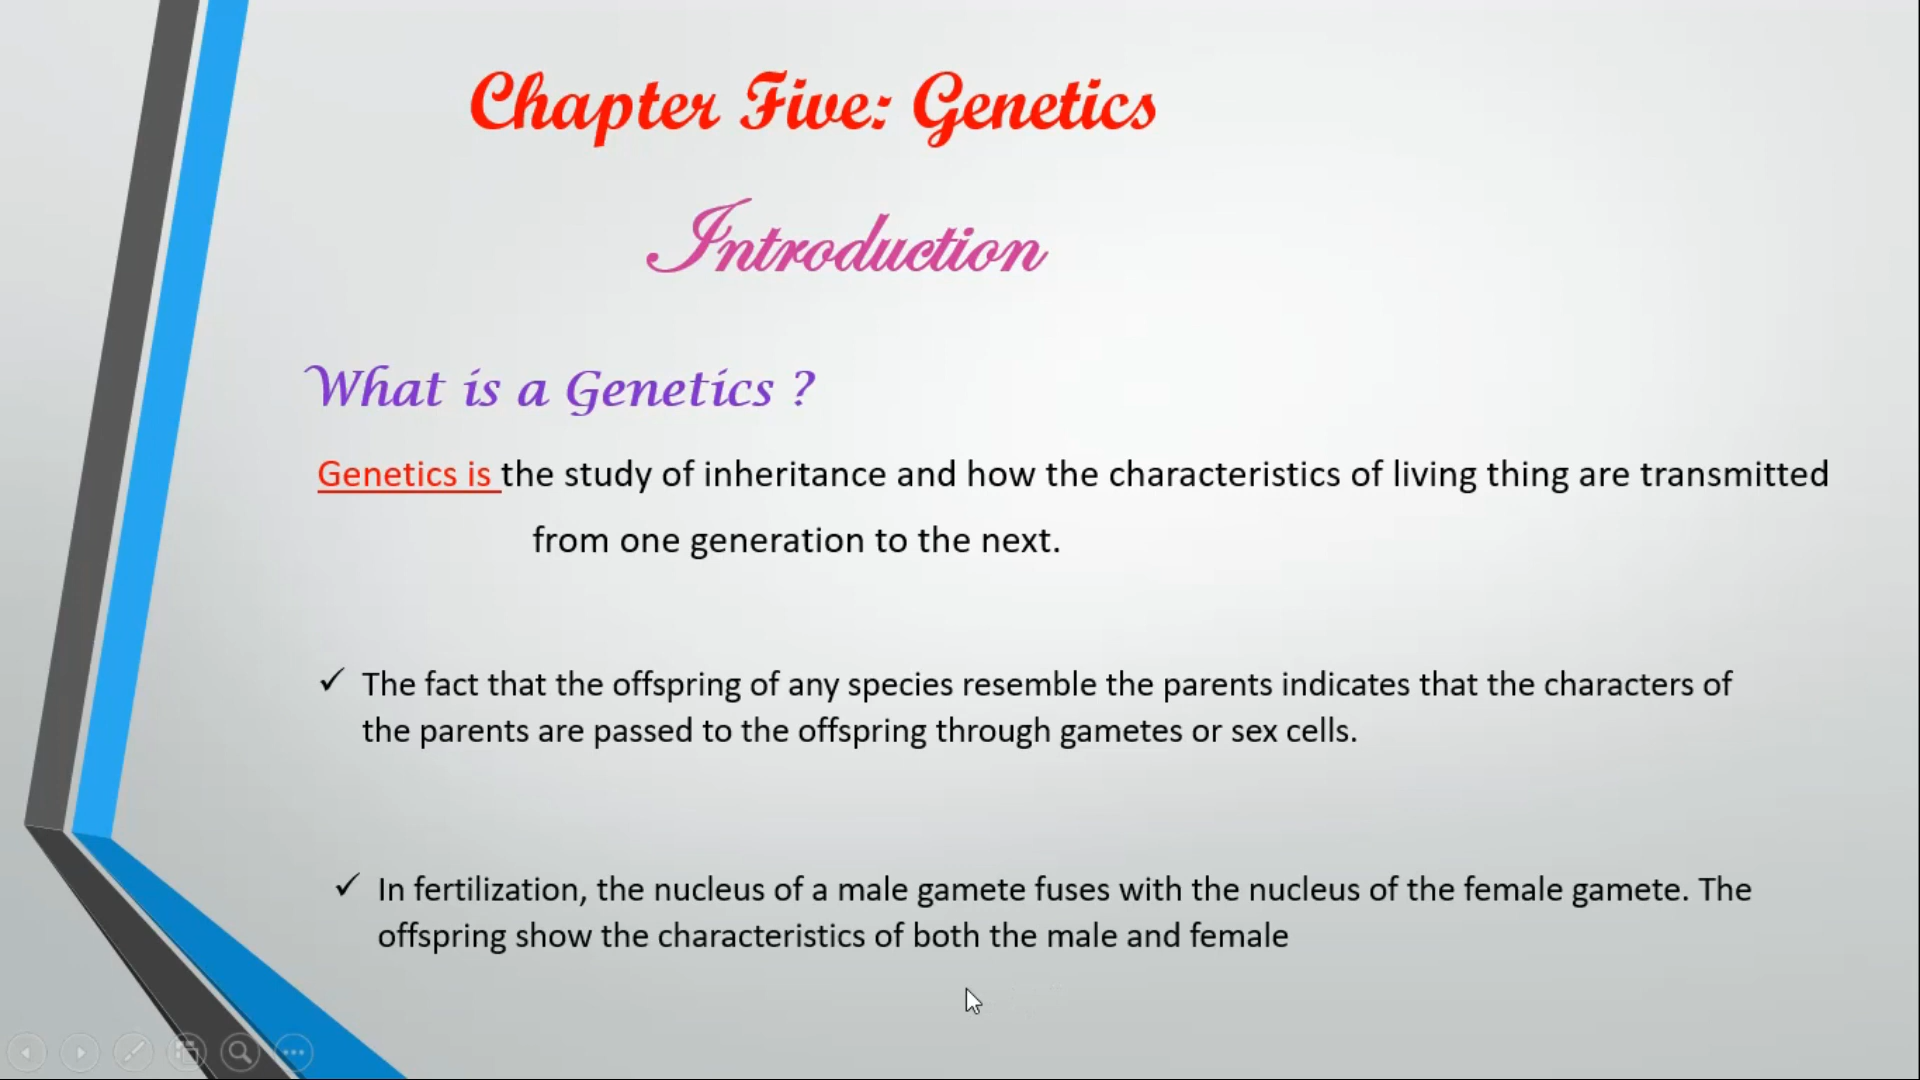 Chapter Five: Genetics
Introduction
What is a Genetics ?
Genetics is the study of inheritance and how the characteristics of living thing are transmitted
from one generation to the next.
✓ The fact that the offspring of any species resemble the parents indicates that the characters of
the parents are passed to the offspring through gametes or sex cells.
✓ In fertilization, the nucleus of a male gamete fuses with the nucleus of the female gamete. The
offspring show the characteristics of both the male and female